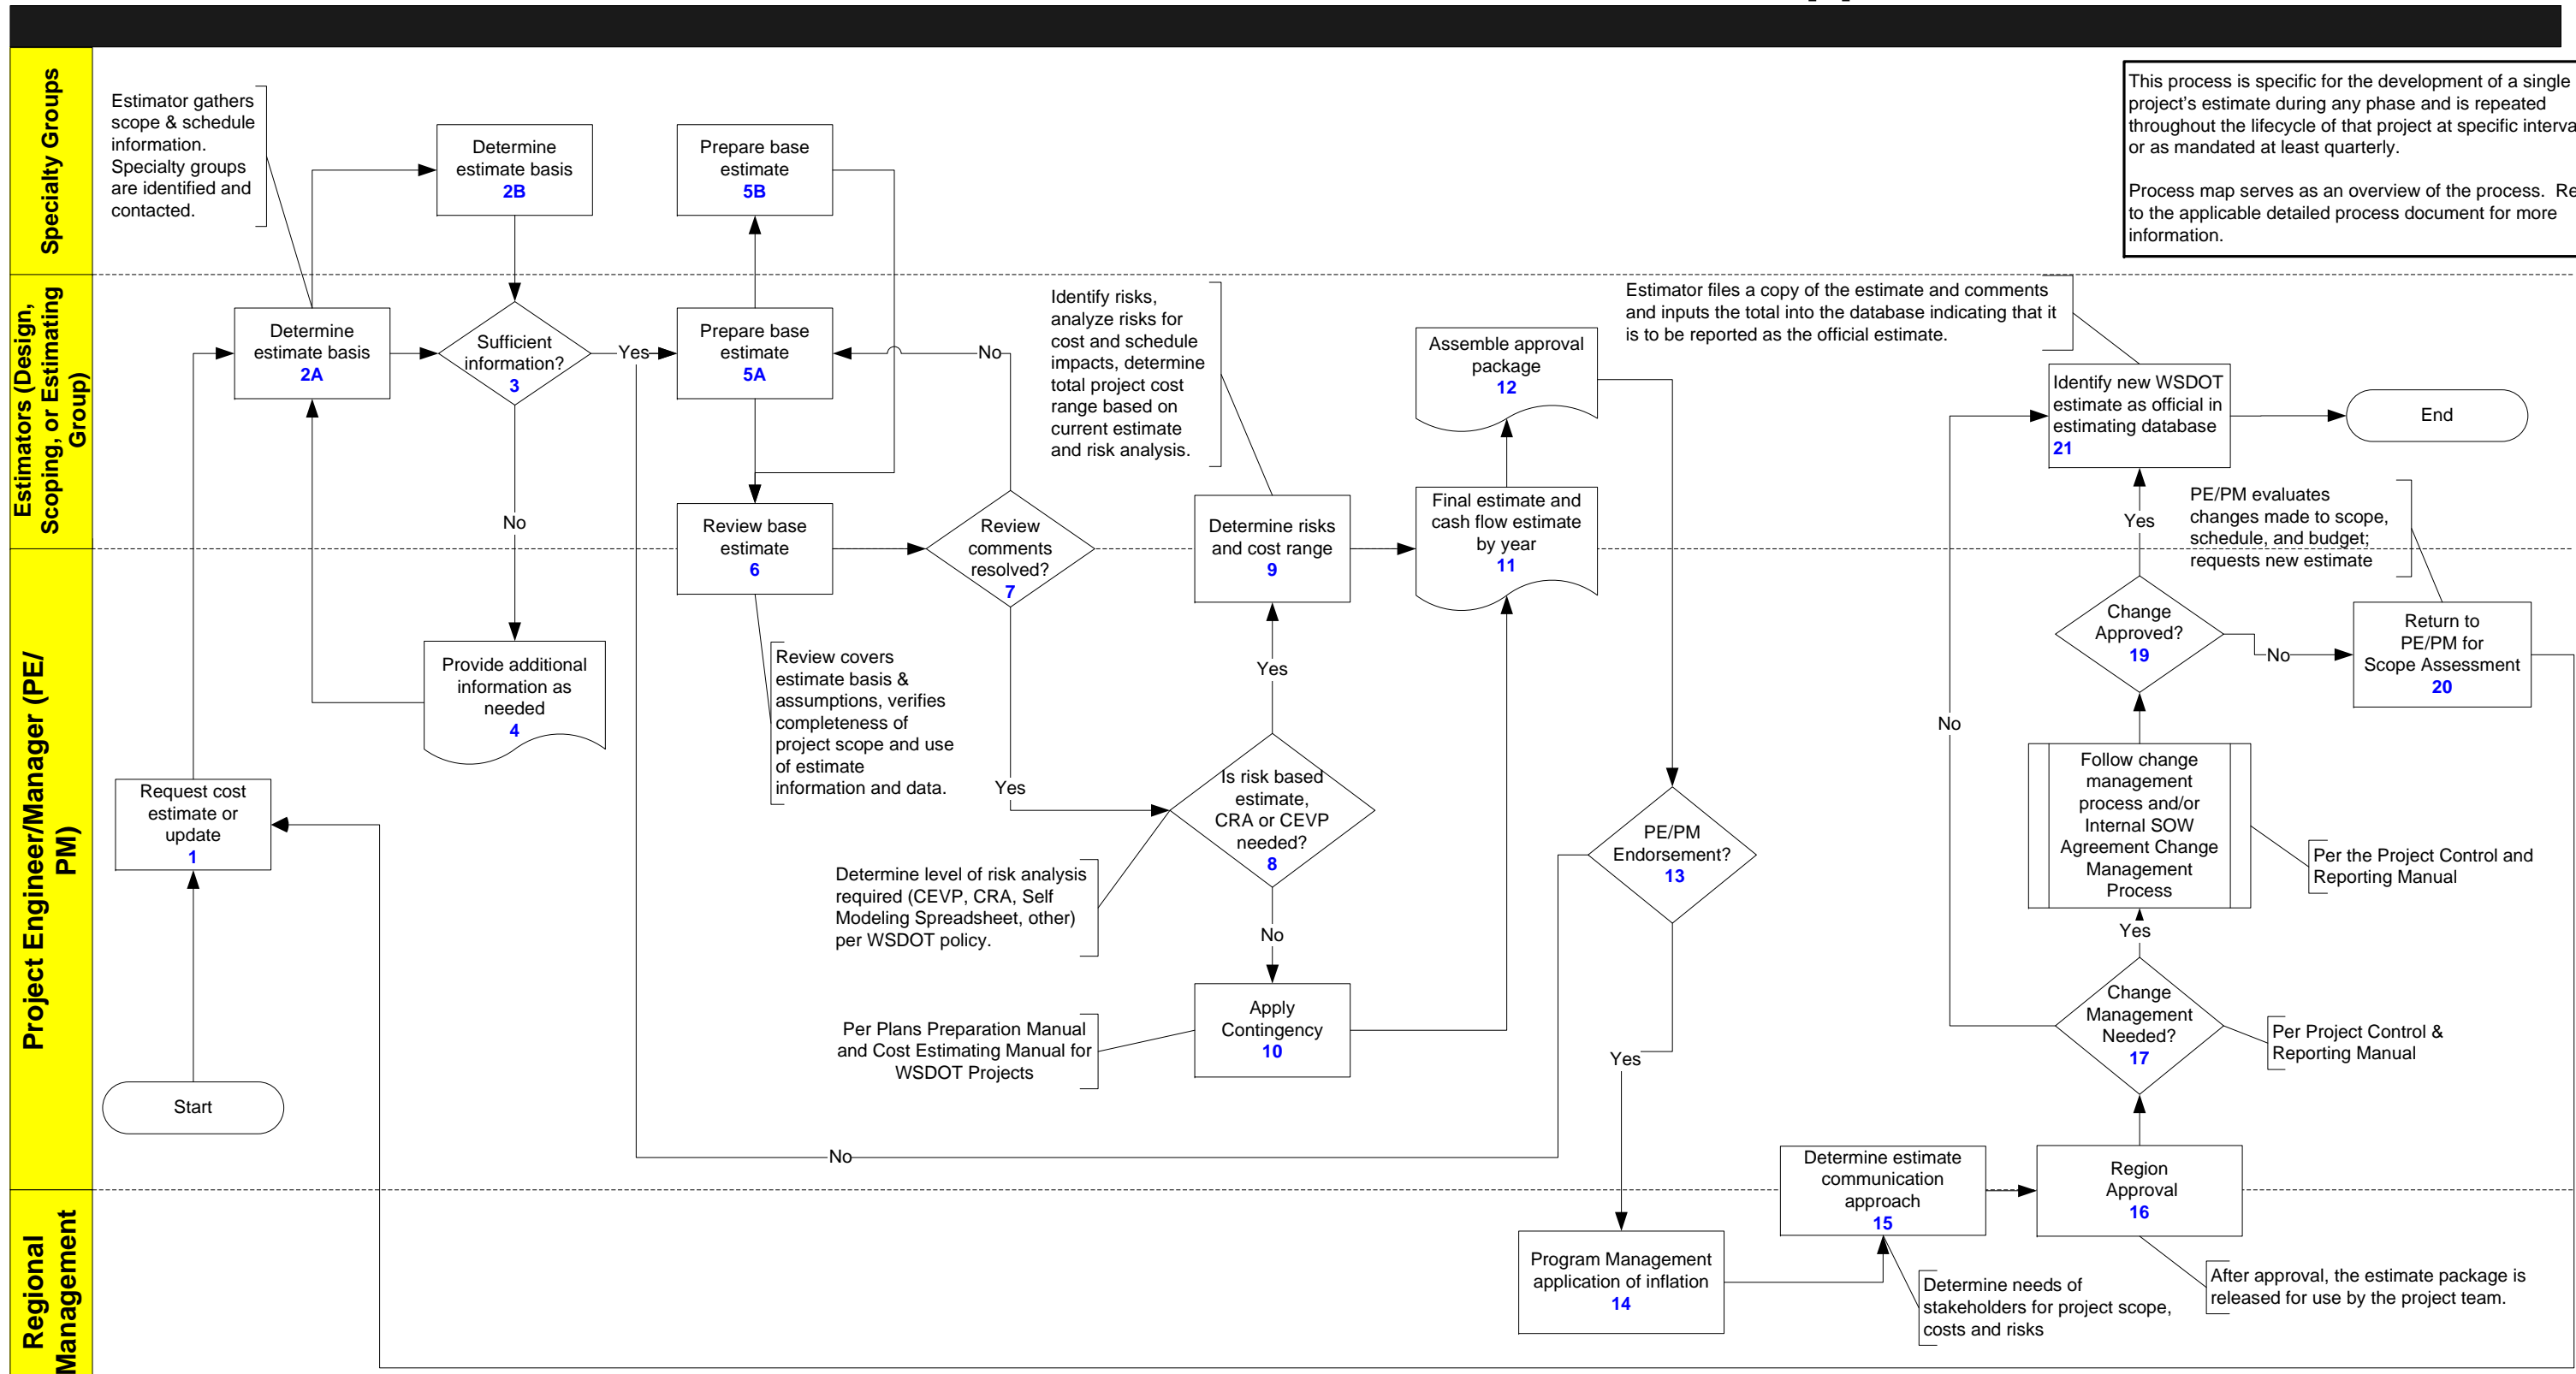 Specialty Groups
Estimator gathers
scope & schedule
information.
Specialty groups
are identified and
contacted.
Determine
estimate basis
2B
Prepare base
estimate
5B
This process is specific for the development of a single
project's estimate during any phase and is repeated
throughout the lifecycle of that project at specific interva
or as mandated at least quarterly.
Process map serves as an overview of the process. Re
to the applicable detailed process document for more
information.
Estimators (Design,
Scoping, or Estimating
Group)
Determine
estimate basis
2A
Sufficient
information?
3
Yes
No
Prepare base
estimate
5A
No
Identify risks,
analyze risks for
cost and schedule
impacts, determine
total project cost
range based on
current estimate
and risk analysis.
Assemble approval
package
12
Estimator files a copy of the estimate and comments
and inputs the total into the database indicating that it
is to be reported as the official estimate.
Identify new WSDOT
estimate as official in
estimating database
21
End
Review base
estimate
6
Review
comments
resolved?
7
Determine risks
and cost range
9
Final estimate and
cash flow estimate
by year
11
Yes
PE/PM evaluates
changes made to scope,
schedule, and budget;
requests new estimate
Project Engineer/Manager (PE/
PM)
Provide additional
information as
needed
4
Review covers
estimate basis &
assumptions, verifies
completeness of
project scope and use
of estimate
information and data.
Yes
Yes
Change
Approved?
19
No
Return to
PE/PM for
Scope Assessment
20
No
Request cost
estimate or
update
1
Is risk based
estimate,
CRA or CEVP
needed?
8
Determine level of risk analysis
required (CEVP, CRA, Self
Modeling Spreadsheet, other)
per WSDOT policy.
No
PE/PM
Endorsement?
13
Follow change
management
process and/or
Internal SOW
Agreement Change
Management
Process
Per the Project Control and
Reporting Manual
Yes
Per Plans Preparation Manual
and Cost Estimating Manual for
WSDOT Projects
Apply
Contingency
10
Yes
Change
Management
Needed?
17
Per Project Control &
Reporting Manual
Start
No
Determine estimate
communication
approach
15
Region
Approval
16
Regional
Management
Program Management
application of inflation
14
Determine needs of
stakeholders for project scope,
costs and risks
After approval, the estimate package is
released for use by the project team.